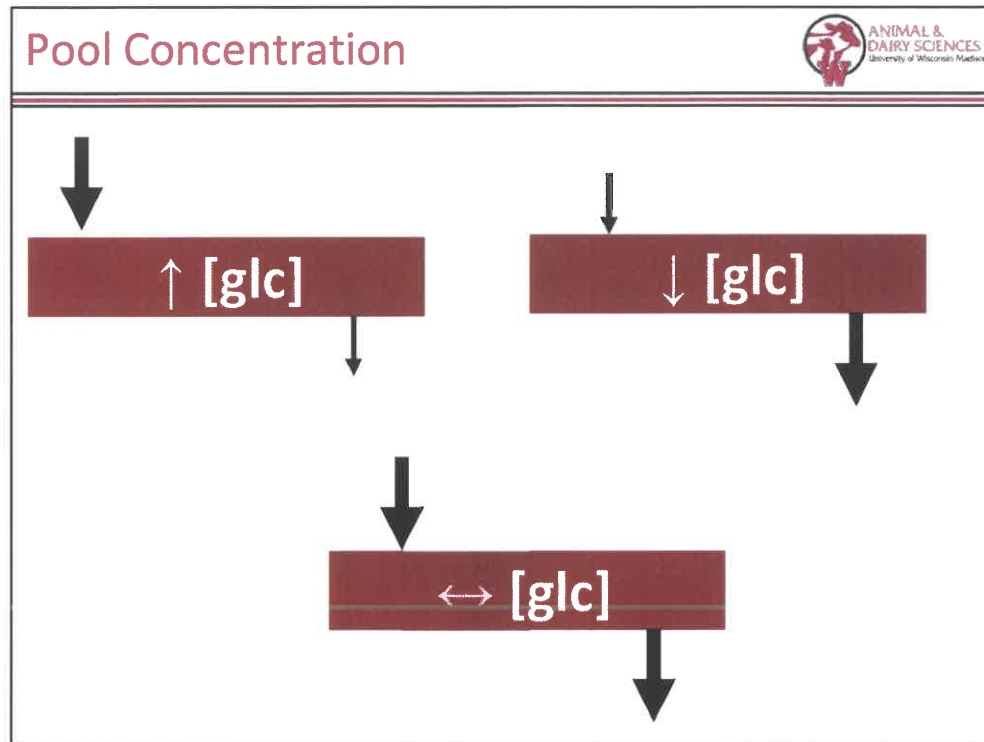 Pool Concentration
ANIMAL &
DAIRY SCIENCES
University of Wisconsin-Madison
↑ [glc]
↓ [glc]
↔ [glc]